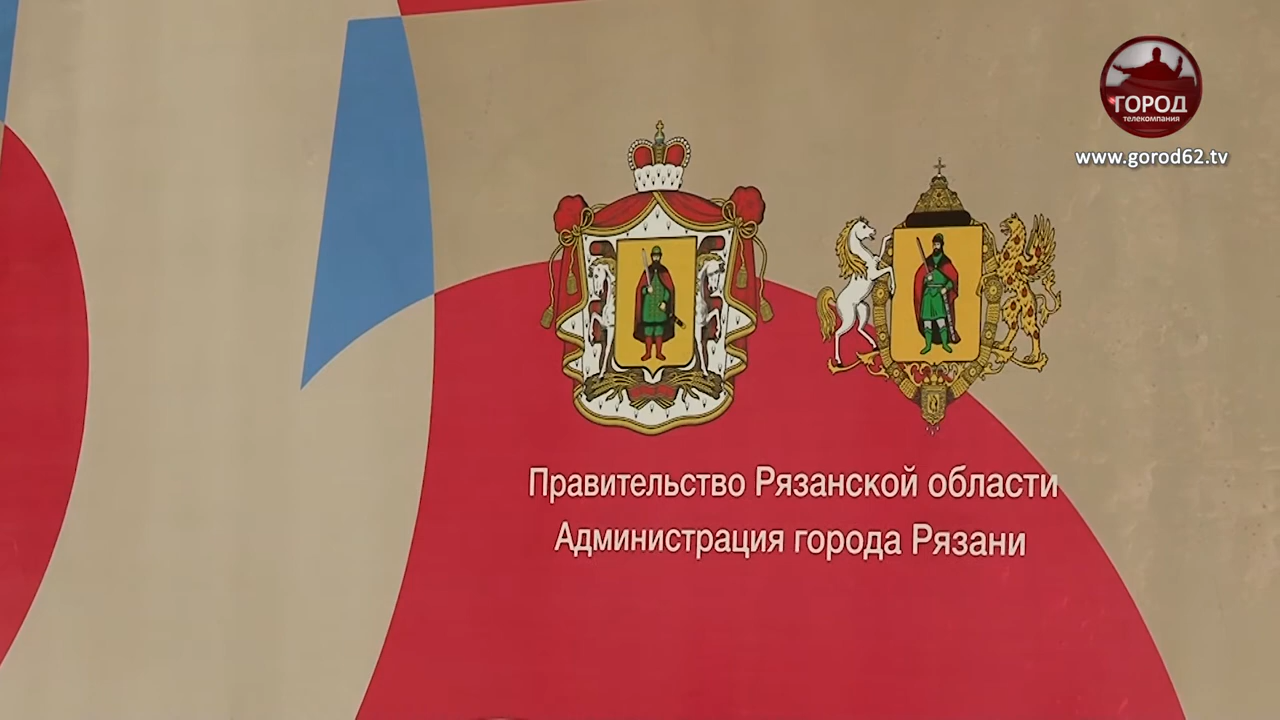 ГОРОД
телекомпания
www.gorod62.tv
Правительство Рязанской области
Администрация города Рязани